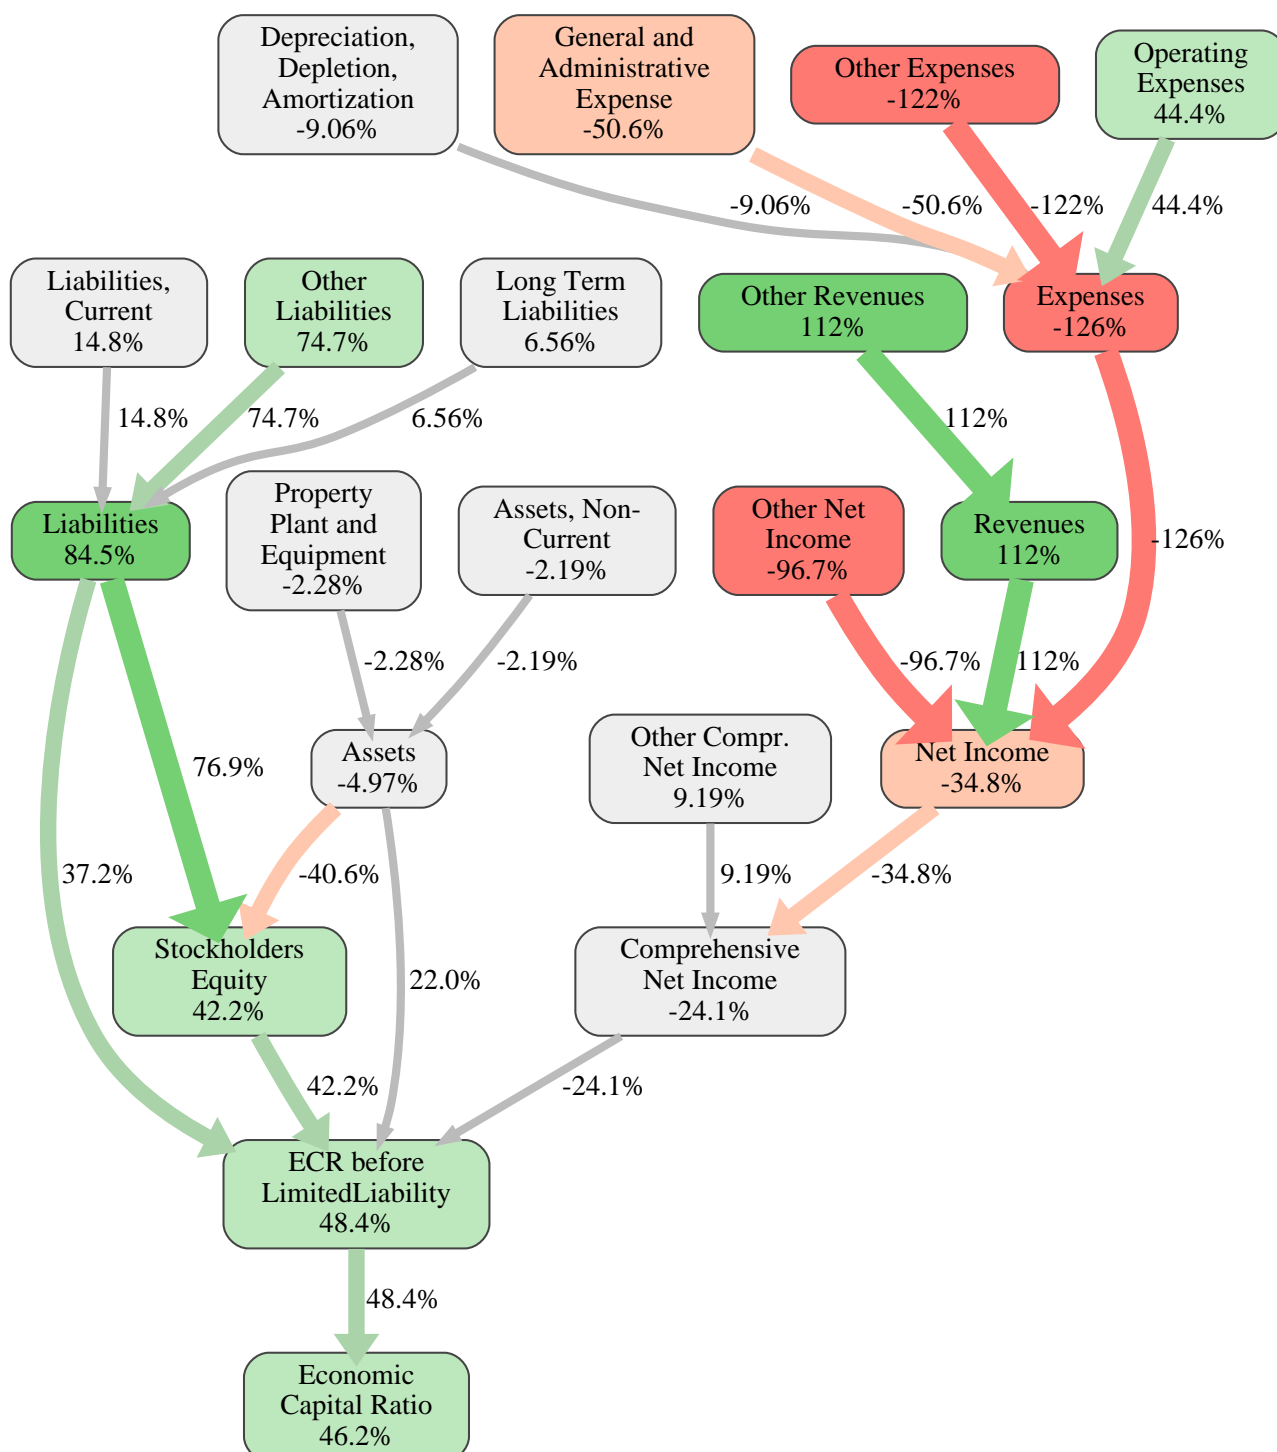 Depreciation,
Depletion,
Amortization
-9.06%
General and
Administrative
Expense
-50.6%
Other Expenses
-122%
Operating
Expenses
44.4%
-9.06%
-50.6%
-122%
44.4%
Liabilities,
Current
14.8%
Other
Liabilities
74.7%
Long Term
Liabilities
6.56%
Other Revenues
112%
Expenses
-126%
14.8%
74.7%
6.56%
112%
Property
Plant and
Equipment
-2.28%
Assets, Non-
Current
-2.19%
Other Net
Income
-96.7%
Liabilities
84.5%
Revenues
112%
-126%
-2.28%
-2.19%
-96.7%
112%
76.9%
Assets
-4.97%
Other Compr.
Net Income
9.19%
Net Income
-34.8%
37.2%
-40.6%
9.19%
-34.8%
Stockholders
Equity
42.2%
22.0%
Comprehensive
Net Income
-24.1%
42.2%
-24.1%
ECR before
LimitedLiability
48.4%
48.4%
Economic
Capital Ratio
46.2%